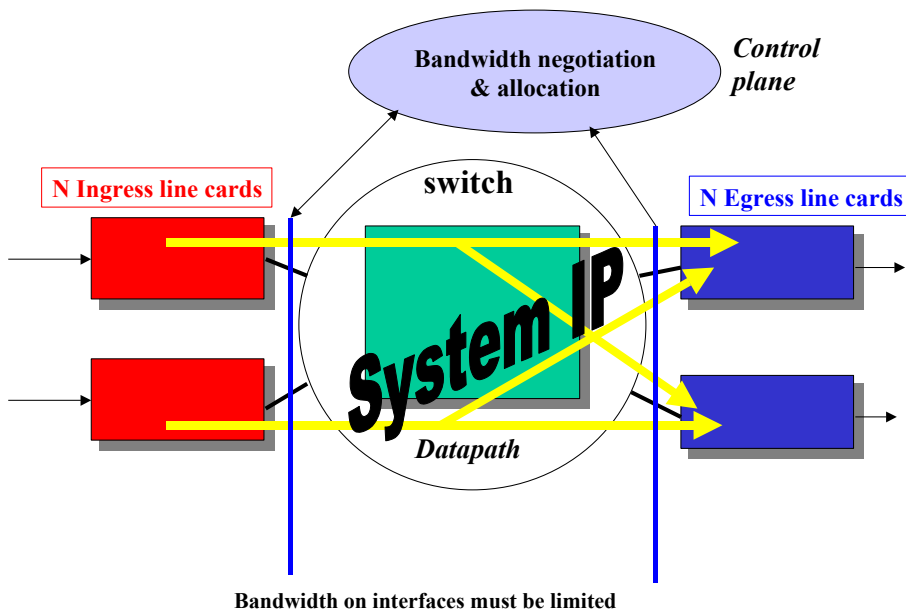 Bandwidth negotiation
& allocation
Control
plane
N Ingress line cards
switch
N Egress line cards
System IP
Datapath
Bandwidth on interfaces must be limited